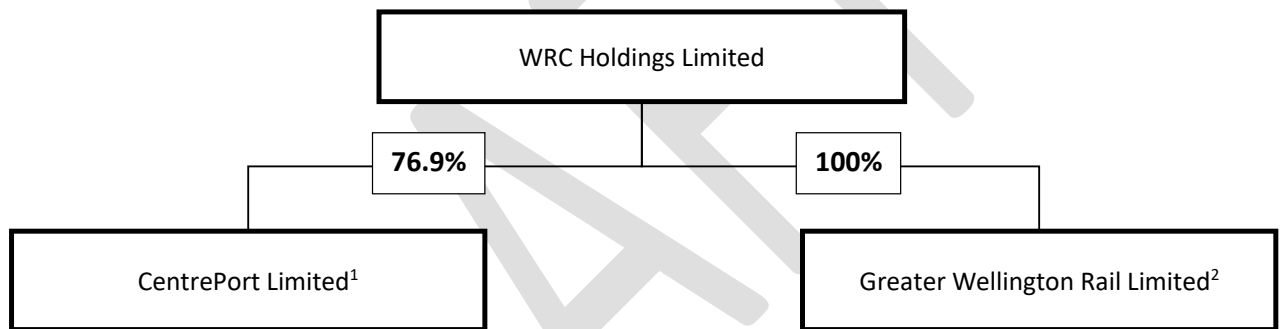 WRC Holdings Limited
76.9%
100%
CentrePort Limited1
Greater Wellington Rail Limited2